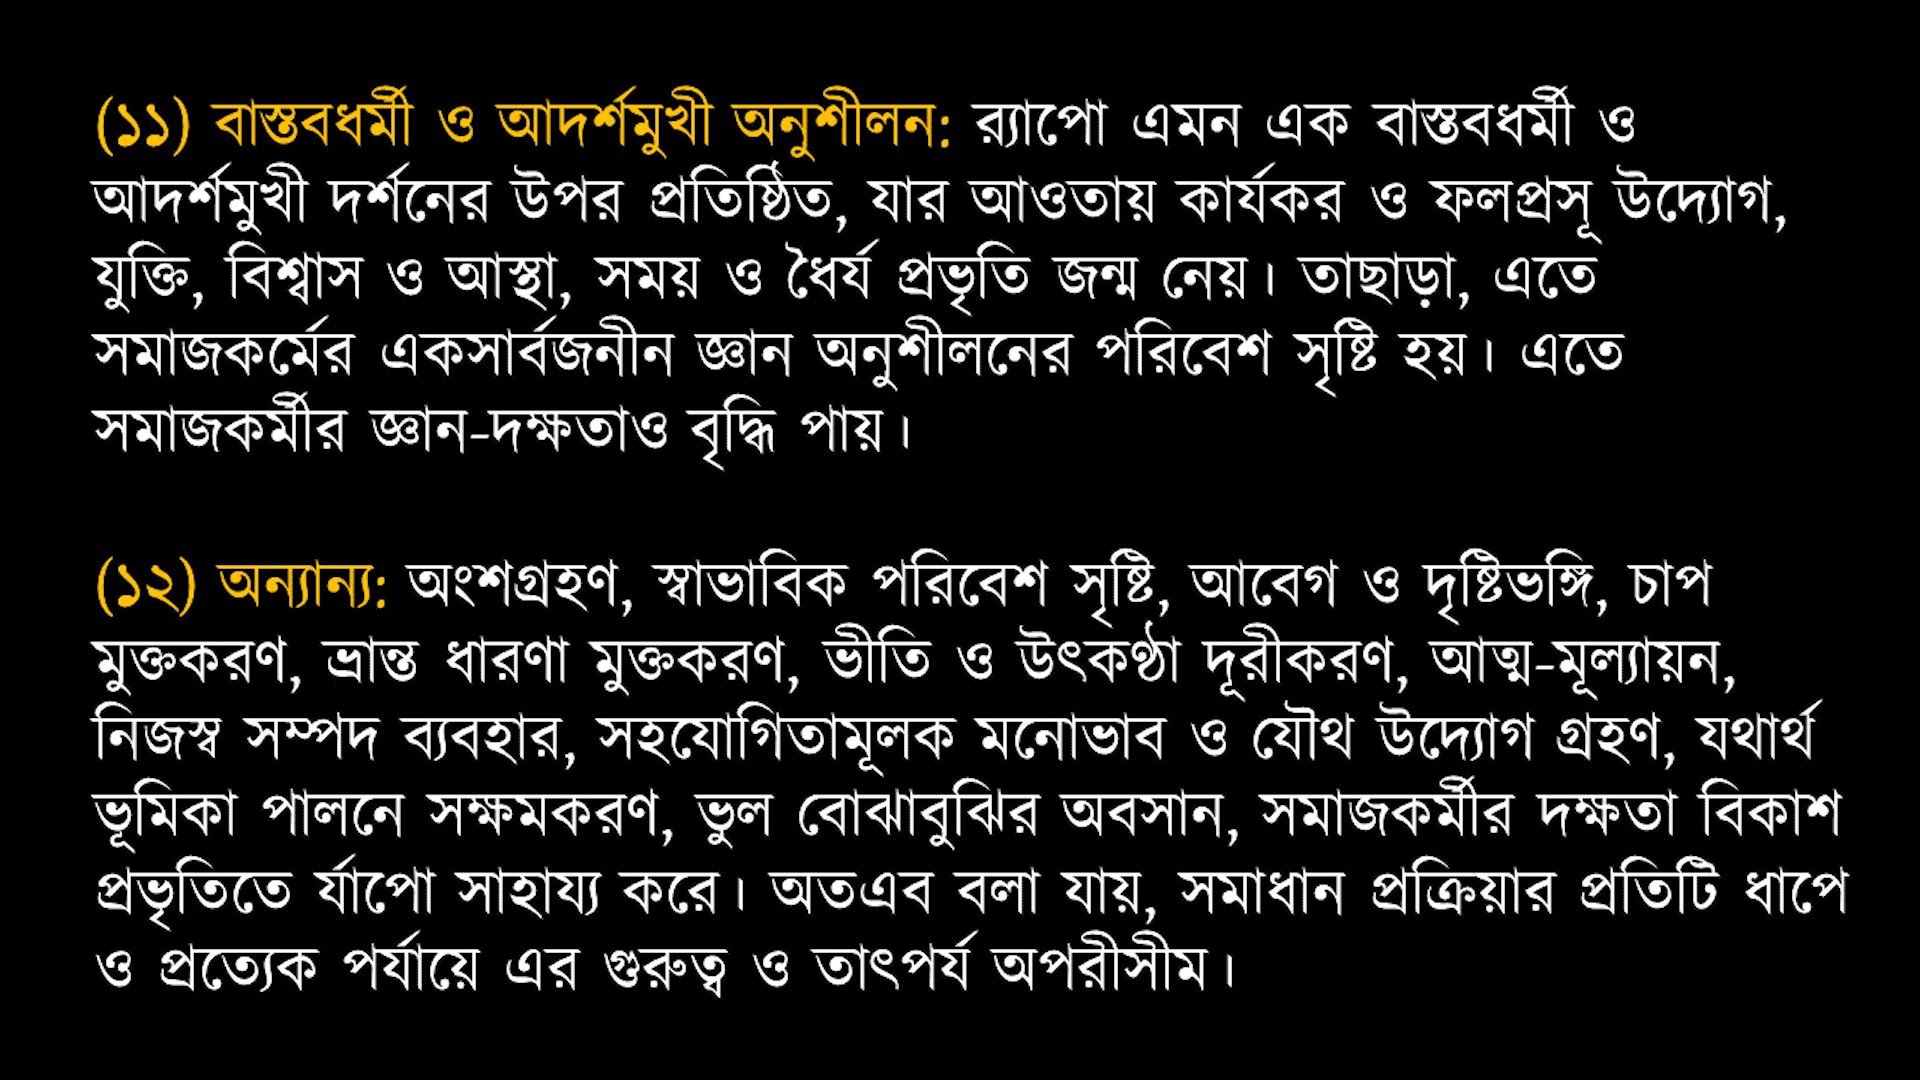 (১১) বাস্তবধর্মী ও আদর্শমুখী অনুশীলন: র‍্যাপো এমন এক বাস্তবধর্মী ও
আদর্শমুখী দর্শনের উপর প্রতিষ্ঠিত, যার আওতায় কার্যকর ও ফলপ্রসূ উদ্যোগ,
যুক্তি, বিশ্বাস ও আস্থা, সময় ও ধৈর্য প্রভৃতি জন্ম নেয়। তাছাড়া, এতে
সমাজকর্মের একসার্বজনীন জ্ঞান অনুশীলনের পরিবেশ সৃষ্টি হয়। এতে
সমাজকর্মীর জ্ঞান-দক্ষতাও বৃদ্ধি পায়।
(১২) অন্যান্য: অংশগ্রহণ, স্বাভাবিক পরিবেশ সৃষ্টি, আবেগ ও দৃষ্টিভঙ্গি, চাপ
মুক্তকরণ, ভ্রান্ত ধারণা মুক্তকরণ, ভীতি ও উৎকণ্ঠা দূরীকরণ, আত্ম-মূল্যায়ন,
নিজস্ব সম্পদ ব্যবহার, সহযোগিতামূলক মনোভাব ও যৌথ উদ্যোগ গ্রহণ, যথার্থ
ভূমিকা পালনে সক্ষমকরণ, ভুল বোঝাবুঝির অবসান, সমাজকর্মীর দক্ষতা বিকাশ
প্রভৃতিতে র্যাপো সাহায্য করে। অতএব বলা যায়, সমাধান প্রক্রিয়ার প্রতিটি ধাপে
ও প্রত্যেক পর্যায়ে এর গুরুত্ব ও তাৎপর্য অপরীসীম।